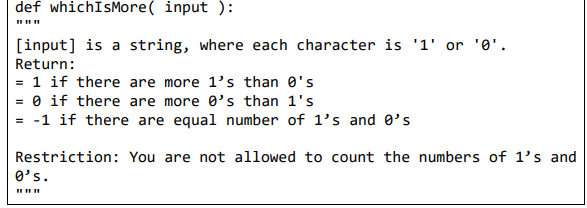 def whichIsMore( input ):
"""
[input] is a string, where each character is '1' or '0'.
Return:
= 1 if there are more 1’s than 0's
= 0 if there are more 0’s than 1's
= -1 if there are equal number of 1’s and 0’s
Restriction: You are not allowed to count the numbers of 1’s and
0’s.
"""